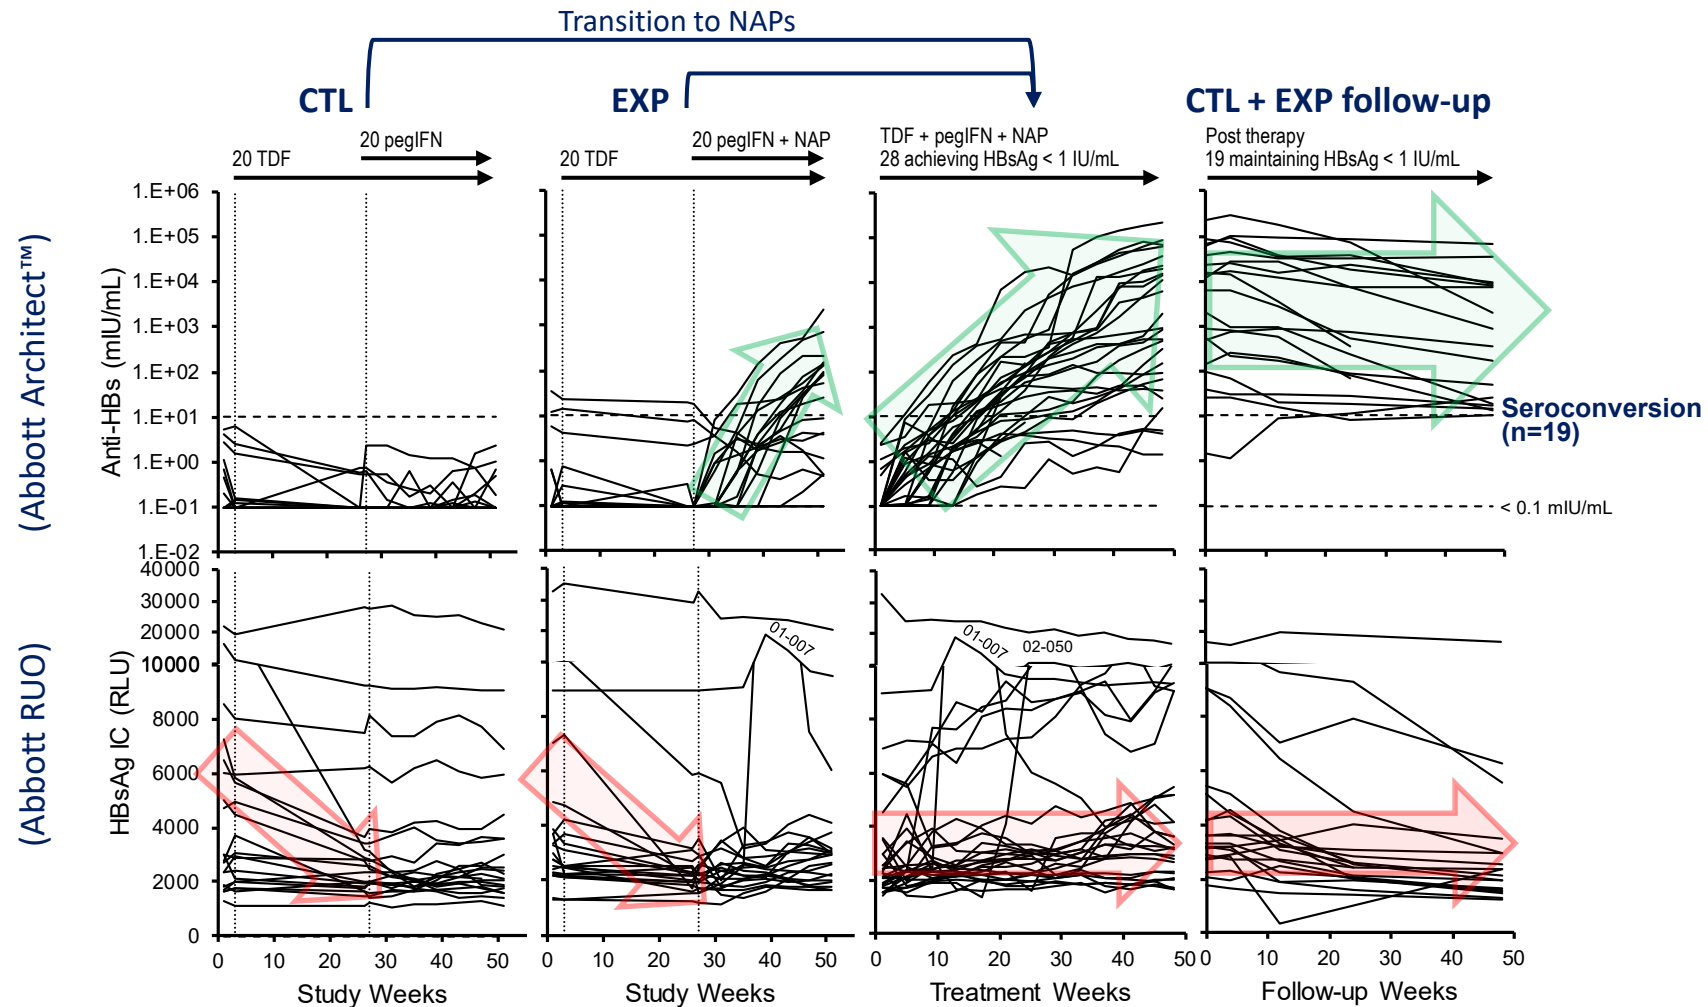 Transition to NAPs
CTL
EXP
CTL + EXP follow-up
20 TDF
20 pegIFN
20 TDF
20 pegIFN + NAP
TDF + pegIFN + NAP
28 achieving HBsAg < 1 IU/mL
Post therapy
19 maintaining HBsAg < 1 IU/mL
(Abbott Architect™)
Anti-HBs (mIU/mL)
1.E+06
1.E+05
1.E+04
1.E+03
1.E+02
1.E+01
1.E+00
1.E-01
1.E-02
Seroconversion
(n=19)
< 0.1 mIU/mL
(Abbott RUO)
HBsAg IC (RLU)
40000
30000
20000
10000
8000
6000
4000
2000
0
01-007
01-007
02-050
0 10 20 30 40 50
0 10 20 30 40 50
0 10 20 30 40 50
0 10 20 30 40 50
Study Weeks
Study Weeks
Treatment Weeks
Follow-up Weeks